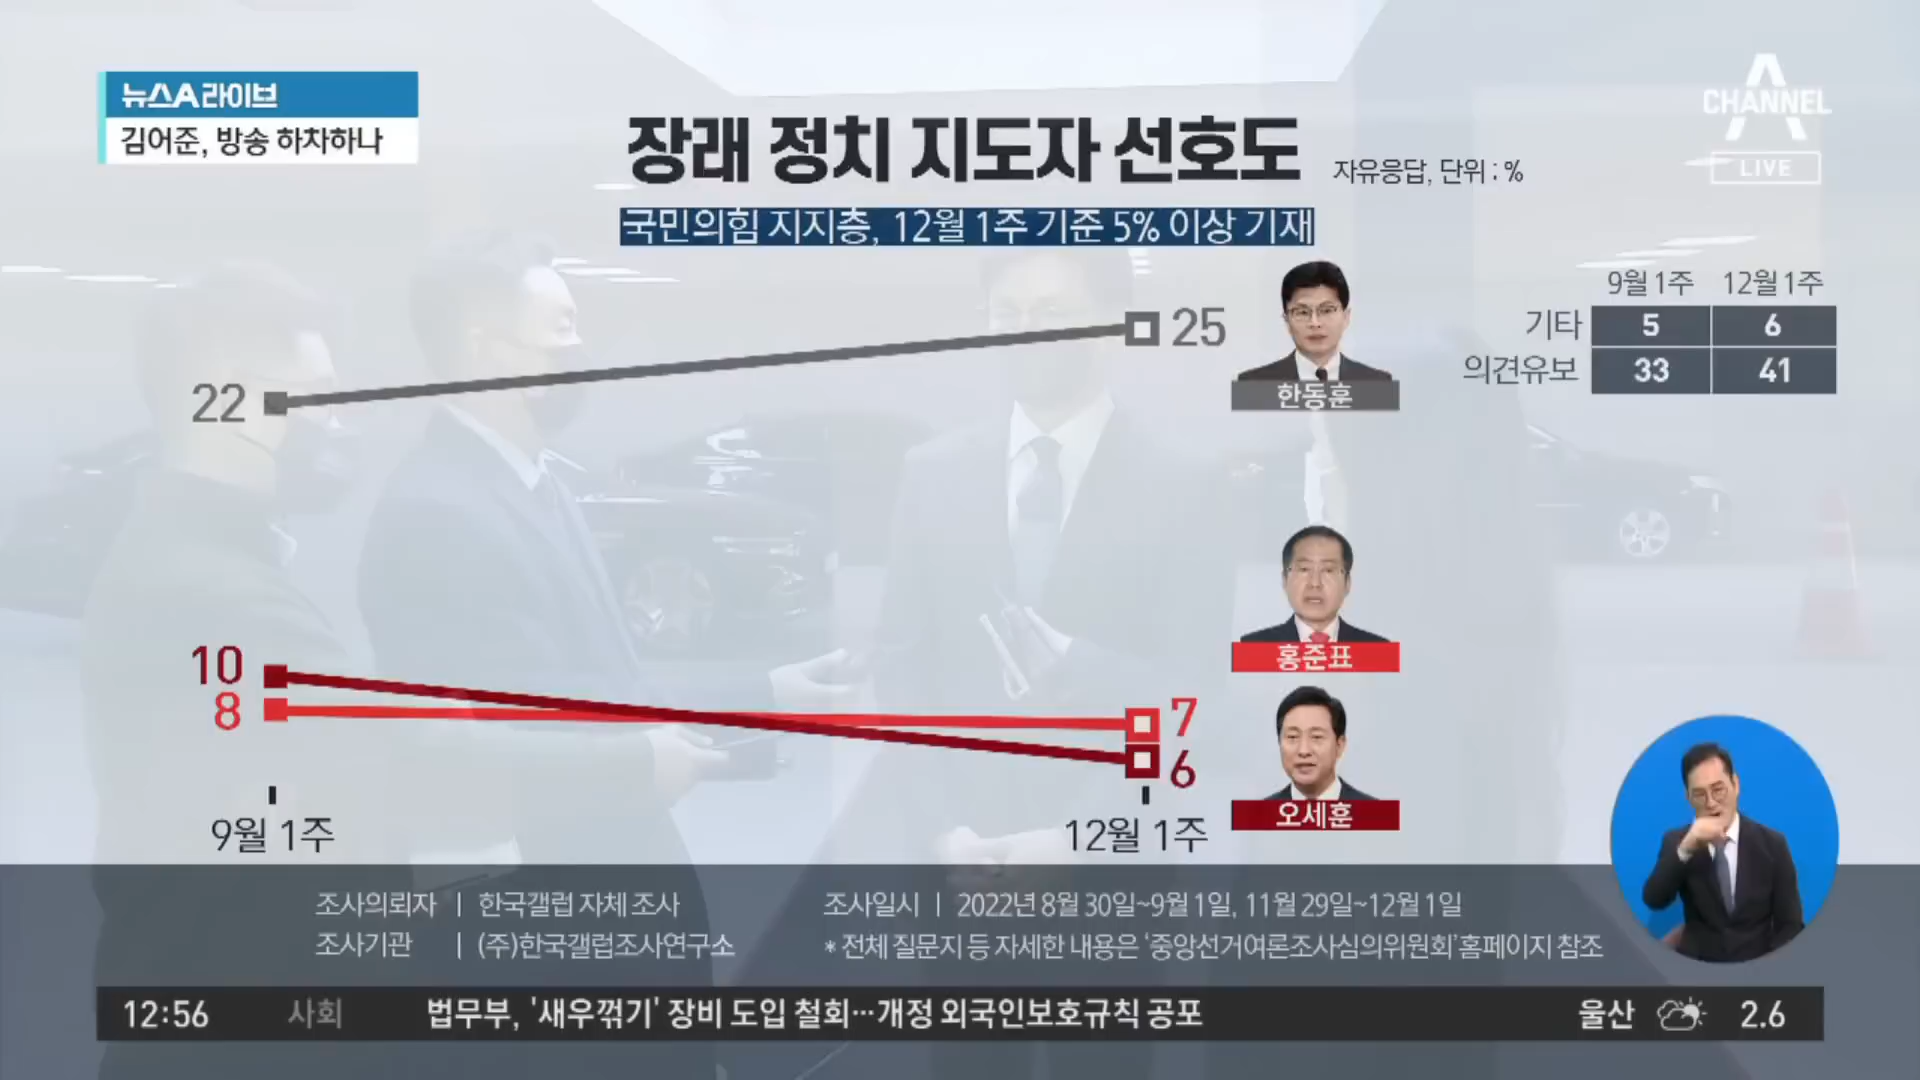 뉴스A 라이브
김어준, 방송 하차하나
CHANNEL A
LIVE
장래 정치 지도자 선호도
자유응답, 단위 : %
국민의힘 지지층, 12월 1주 기준 5% 이상 기재
9월 1주 12월 1주
기타 5 6
의견유보 33 41
22
25
한동훈
홍준표
10
8
7
6
오세훈
9월 1주
12월 1주
조사의뢰자 | 한국갤럽 자체 조사
조사일시 | 2022년 8월 30일~9월 1일, 11월 29일~12월 1일
조사기관 | (주)한국갤럽조사연구소
* 전체 질문지 등 자세한 내용은 '중앙선거여론조사심의위원회' 홈페이지 참조
12:56 사회 법무부, '새우꺾기' 장비 도입 철회…개정 외국인보호규칙 공포 울산 2.6